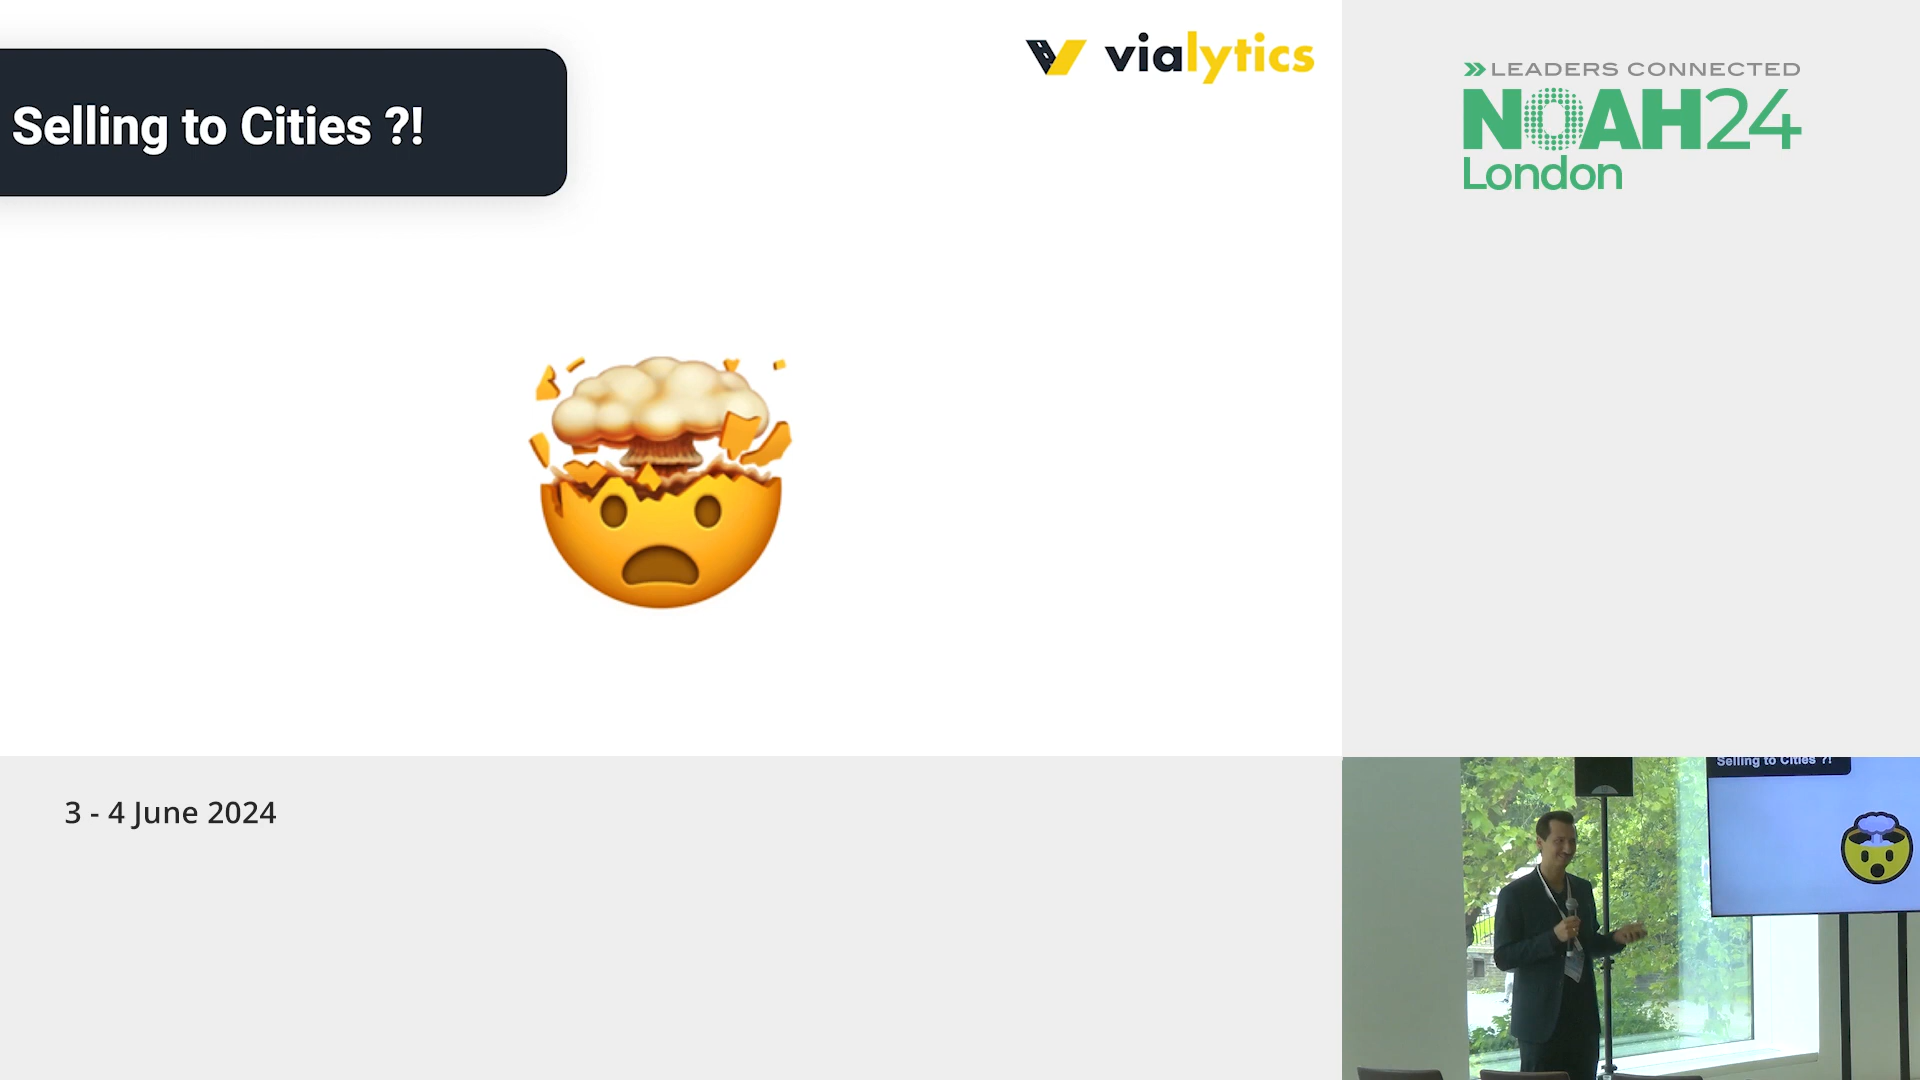 Selling to Cities ?!
vialytics
LEADERS CONNECTED
NOAH24
London
3 - 4 June 2024
Selling to Cities ?!